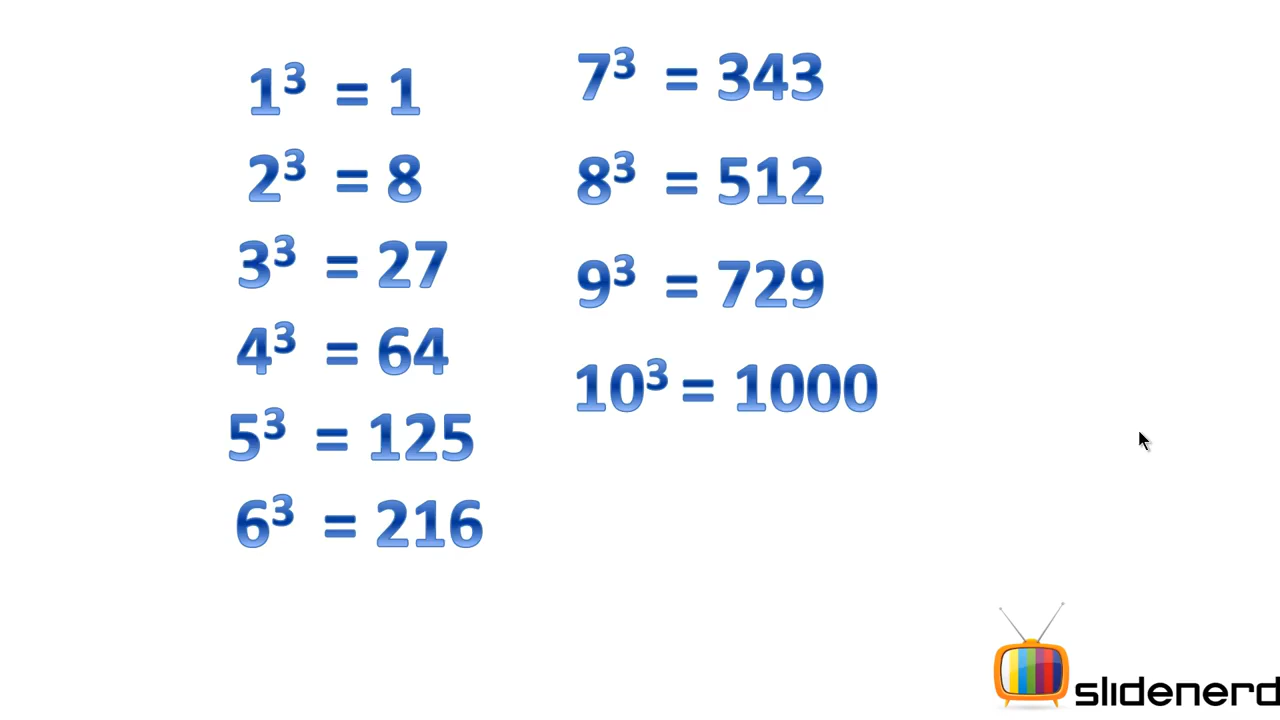 1³ = 1
2³ = 8
3³ = 27
4³ = 64
5³ = 125
6³ = 216
7³ = 343
8³ = 512
9³ = 729
10³ = 1000
slidenerd